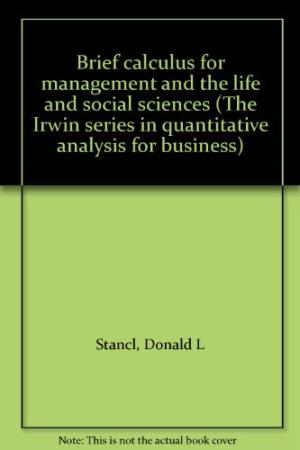 Brief calculus for
management and the life
and social sciences (The
Irwin series in quantitative
analysis for business)
Stancl, Donald L
Note: This is not the actual book cover